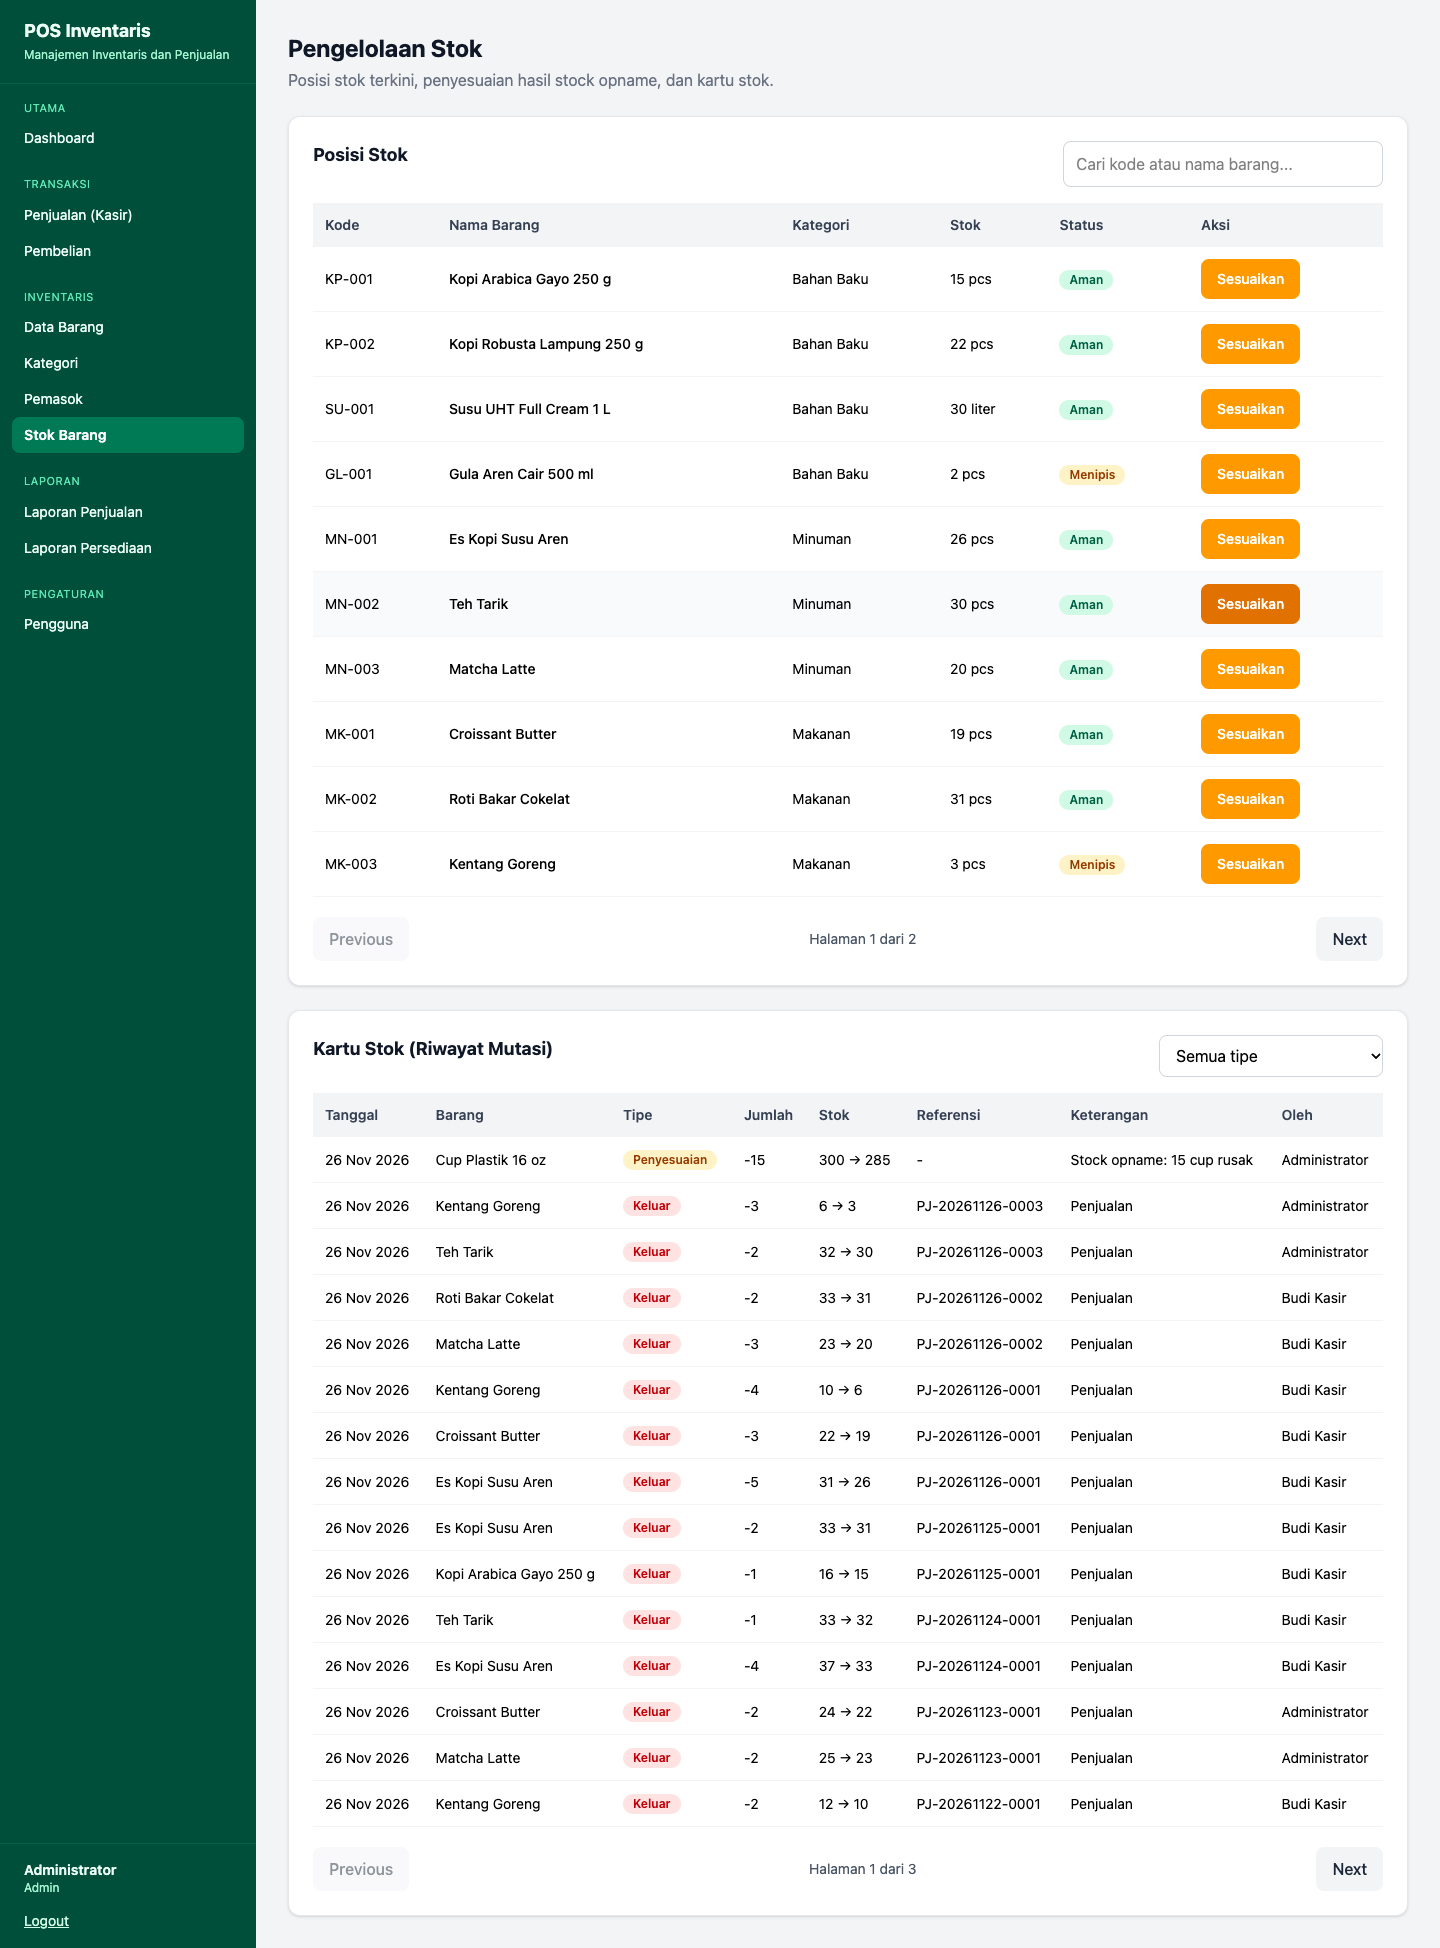 POS Inventaris
Manajemen Inventaris dan Penjualan
UTAMA
Dashboard
TRANSAKSI
Penjualan (Kasir)
Pembelian
INVENTARIS
Data Barang
Kategori
Pemasok
Stok Barang
LAPORAN
Laporan Penjualan
Laporan Persediaan
PENGATURAN
Pengguna
Administrator
Admin
Logout
Pengelolaan Stok
Posisi stok terkini, penyesuaian hasil stock opname, dan kartu stok.
Posisi Stok
Cari kode atau nama barang...
Kode Nama Barang Kategori Stok Status Aksi
KP-001 Kopi Arabica Gayo 250 g Bahan Baku 15 pcs Aman Sesuaikan
KP-002 Kopi Robusta Lampung 250 g Bahan Baku 22 pcs Aman Sesuaikan
SU-001 Susu UHT Full Cream 1 L Bahan Baku 30 liter Aman Sesuaikan
GL-001 Gula Aren Cair 500 ml Bahan Baku 2 pcs Menipis Sesuaikan
MN-001 Es Kopi Susu Aren Minuman 26 pcs Aman Sesuaikan
MN-002 Teh Tarik Minuman 30 pcs Aman Sesuaikan
MN-003 Matcha Latte Minuman 20 pcs Aman Sesuaikan
MK-001 Croissant Butter Makanan 19 pcs Aman Sesuaikan
MK-002 Roti Bakar Cokelat Makanan 31 pcs Aman Sesuaikan
MK-003 Kentang Goreng Makanan 3 pcs Menipis Sesuaikan
Previous Halaman 1 dari 2 Next
Kartu Stok (Riwayat Mutasi)
Semua tipe
Tanggal Barang Tipe Jumlah Stok Referensi Keterangan Oleh
26 Nov 2026 Cup Plastik 16 oz Penyesuaian -15 300 → 285 - Stock opname: 15 cup rusak Administrator
26 Nov 2026 Kentang Goreng Keluar -3 6 → 3 PJ-20261126-0003 Penjualan Administrator
26 Nov 2026 Teh Tarik Keluar -2 32 → 30 PJ-20261126-0003 Penjualan Administrator
26 Nov 2026 Roti Bakar Cokelat Keluar -2 33 → 31 PJ-20261126-0002 Penjualan Budi Kasir
26 Nov 2026 Matcha Latte Keluar -3 23 → 20 PJ-20261126-0002 Penjualan Budi Kasir
26 Nov 2026 Kentang Goreng Keluar -4 10 → 6 PJ-20261126-0001 Penjualan Budi Kasir
26 Nov 2026 Croissant Butter Keluar -3 22 → 19 PJ-20261126-0001 Penjualan Budi Kasir
26 Nov 2026 Es Kopi Susu Aren Keluar -5 31 → 26 PJ-20261126-0001 Penjualan Budi Kasir
26 Nov 2026 Es Kopi Susu Aren Keluar -2 33 → 31 PJ-20261125-0001 Penjualan Budi Kasir
26 Nov 2026 Kopi Arabica Gayo 250 g Keluar -1 16 → 15 PJ-20261125-0001 Penjualan Budi Kasir
26 Nov 2026 Teh Tarik Keluar -1 33 → 32 PJ-20261124-0001 Penjualan Budi Kasir
26 Nov 2026 Es Kopi Susu Aren Keluar -4 37 → 33 PJ-20261124-0001 Penjualan Budi Kasir
26 Nov 2026 Croissant Butter Keluar -2 24 → 22 PJ-20261123-0001 Penjualan Administrator
26 Nov 2026 Matcha Latte Keluar -2 25 → 23 PJ-20261123-0001 Penjualan Administrator
26 Nov 2026 Kentang Goreng Keluar -2 12 → 10 PJ-20261122-0001 Penjualan Budi Kasir
Previous Halaman 1 dari 3 Next